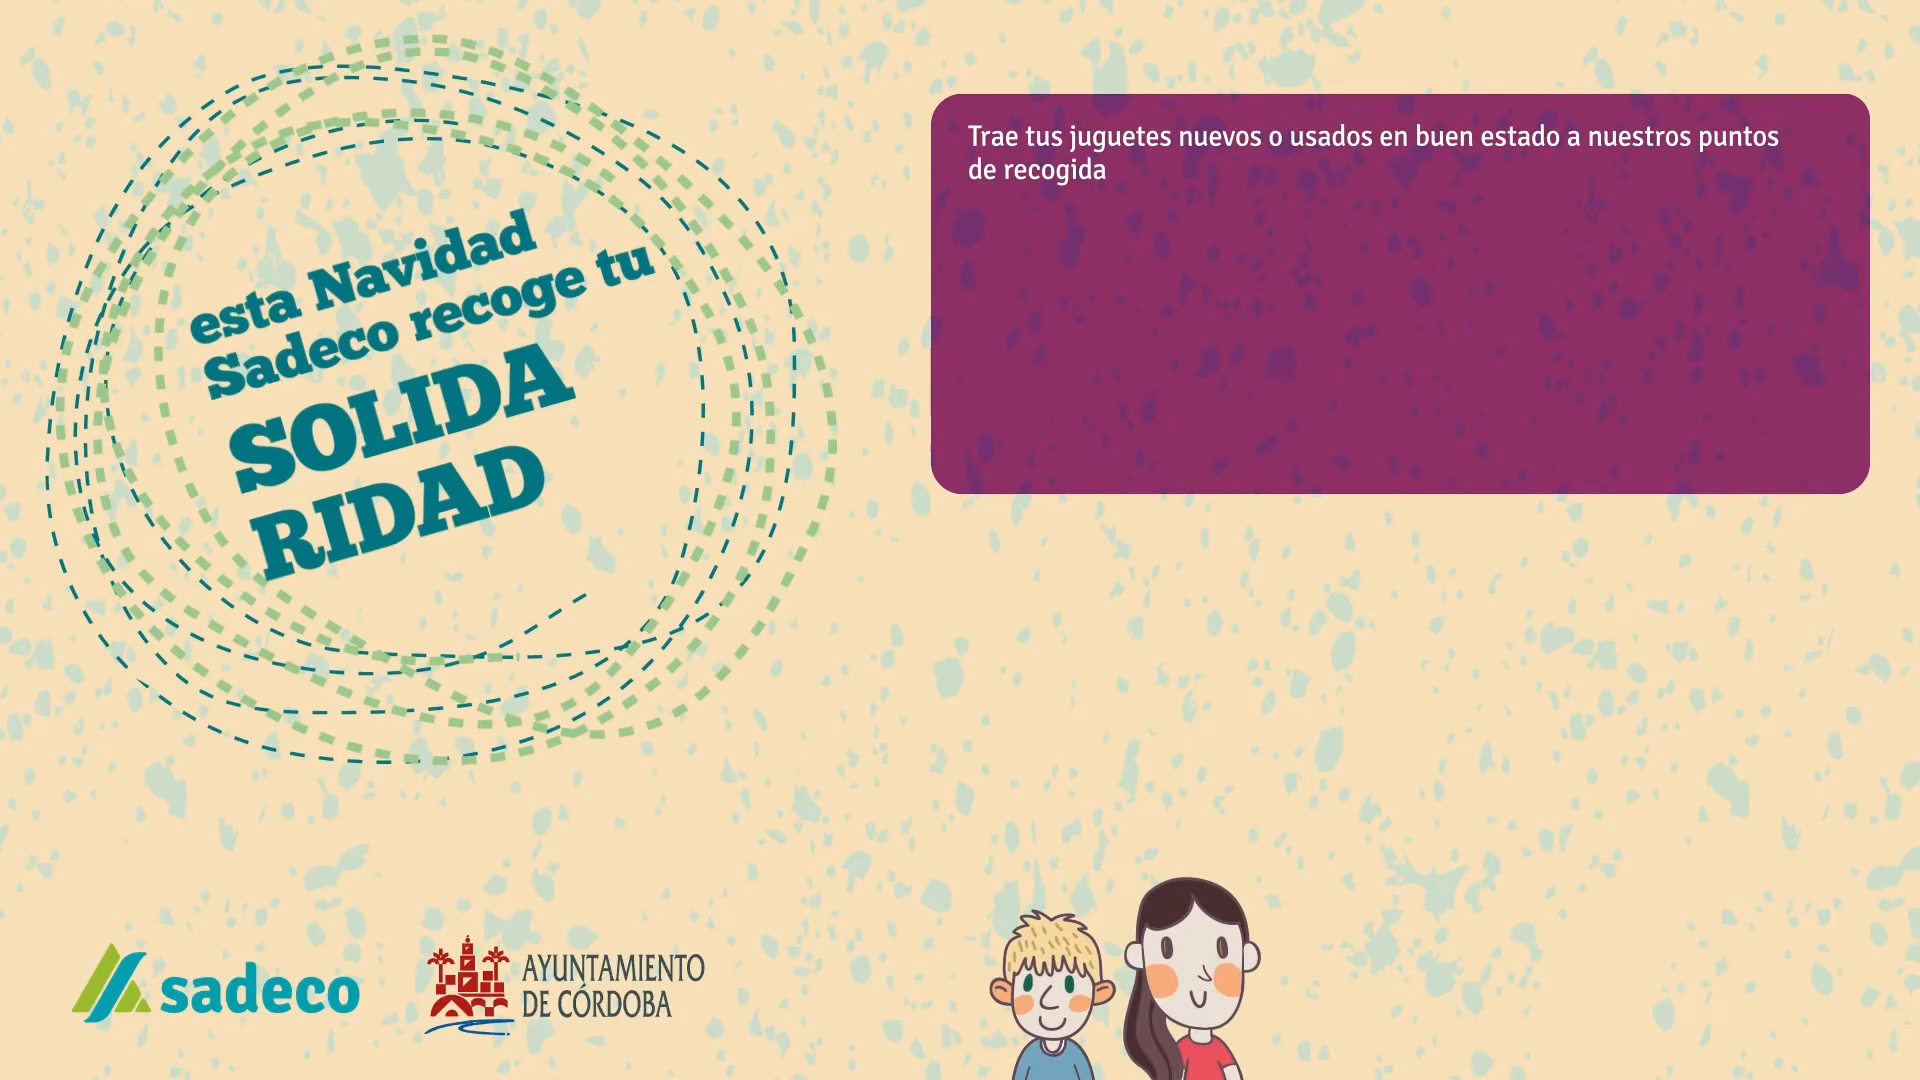 esta Navidad
Sadeco recoge tu
SOLIDA
RIDAD
Trae tus juguetes nuevos o usados en buen estado a nuestros puntos
de recogida
sadeco
AYUNTAMIENTO
DE CÓRDOBA